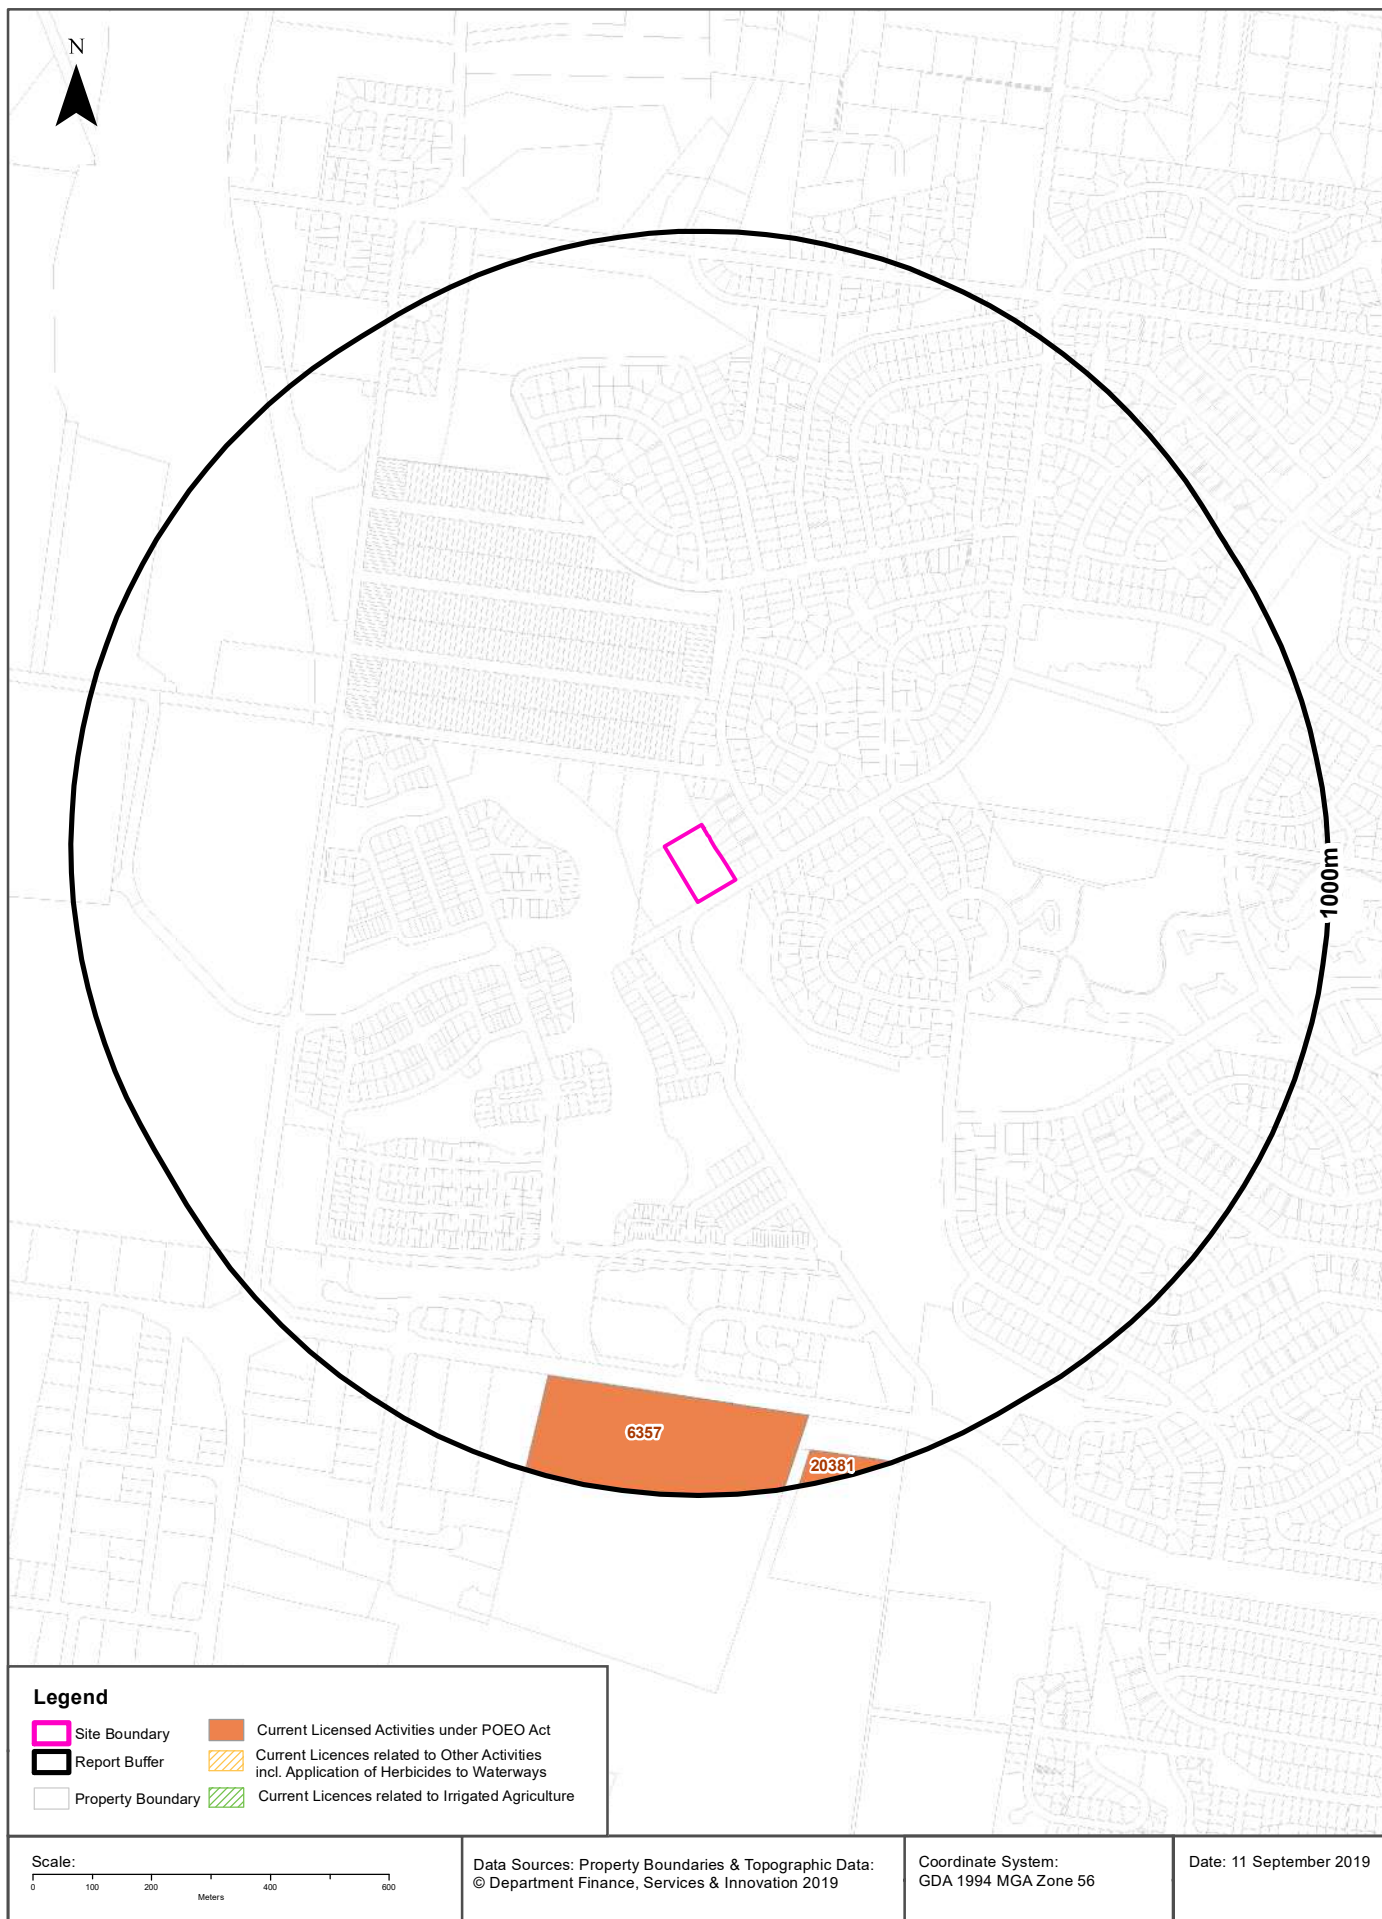 N
1000m
6357
20381
Legend
Site Boundary
Report Buffer
Property Boundary
Current Licensed Activities under POEO Act
Current Licences related to Other Activities
incl. Application of Herbicides to Waterways
Current Licences related to Irrigated Agriculture
Scale:
0 100 200 400 600
Meters
Data Sources: Property Boundaries & Topographic Data:
© Department Finance, Services & Innovation 2019
Coordinate System:
GDA 1994 MGA Zone 56
Date: 11 September 2019